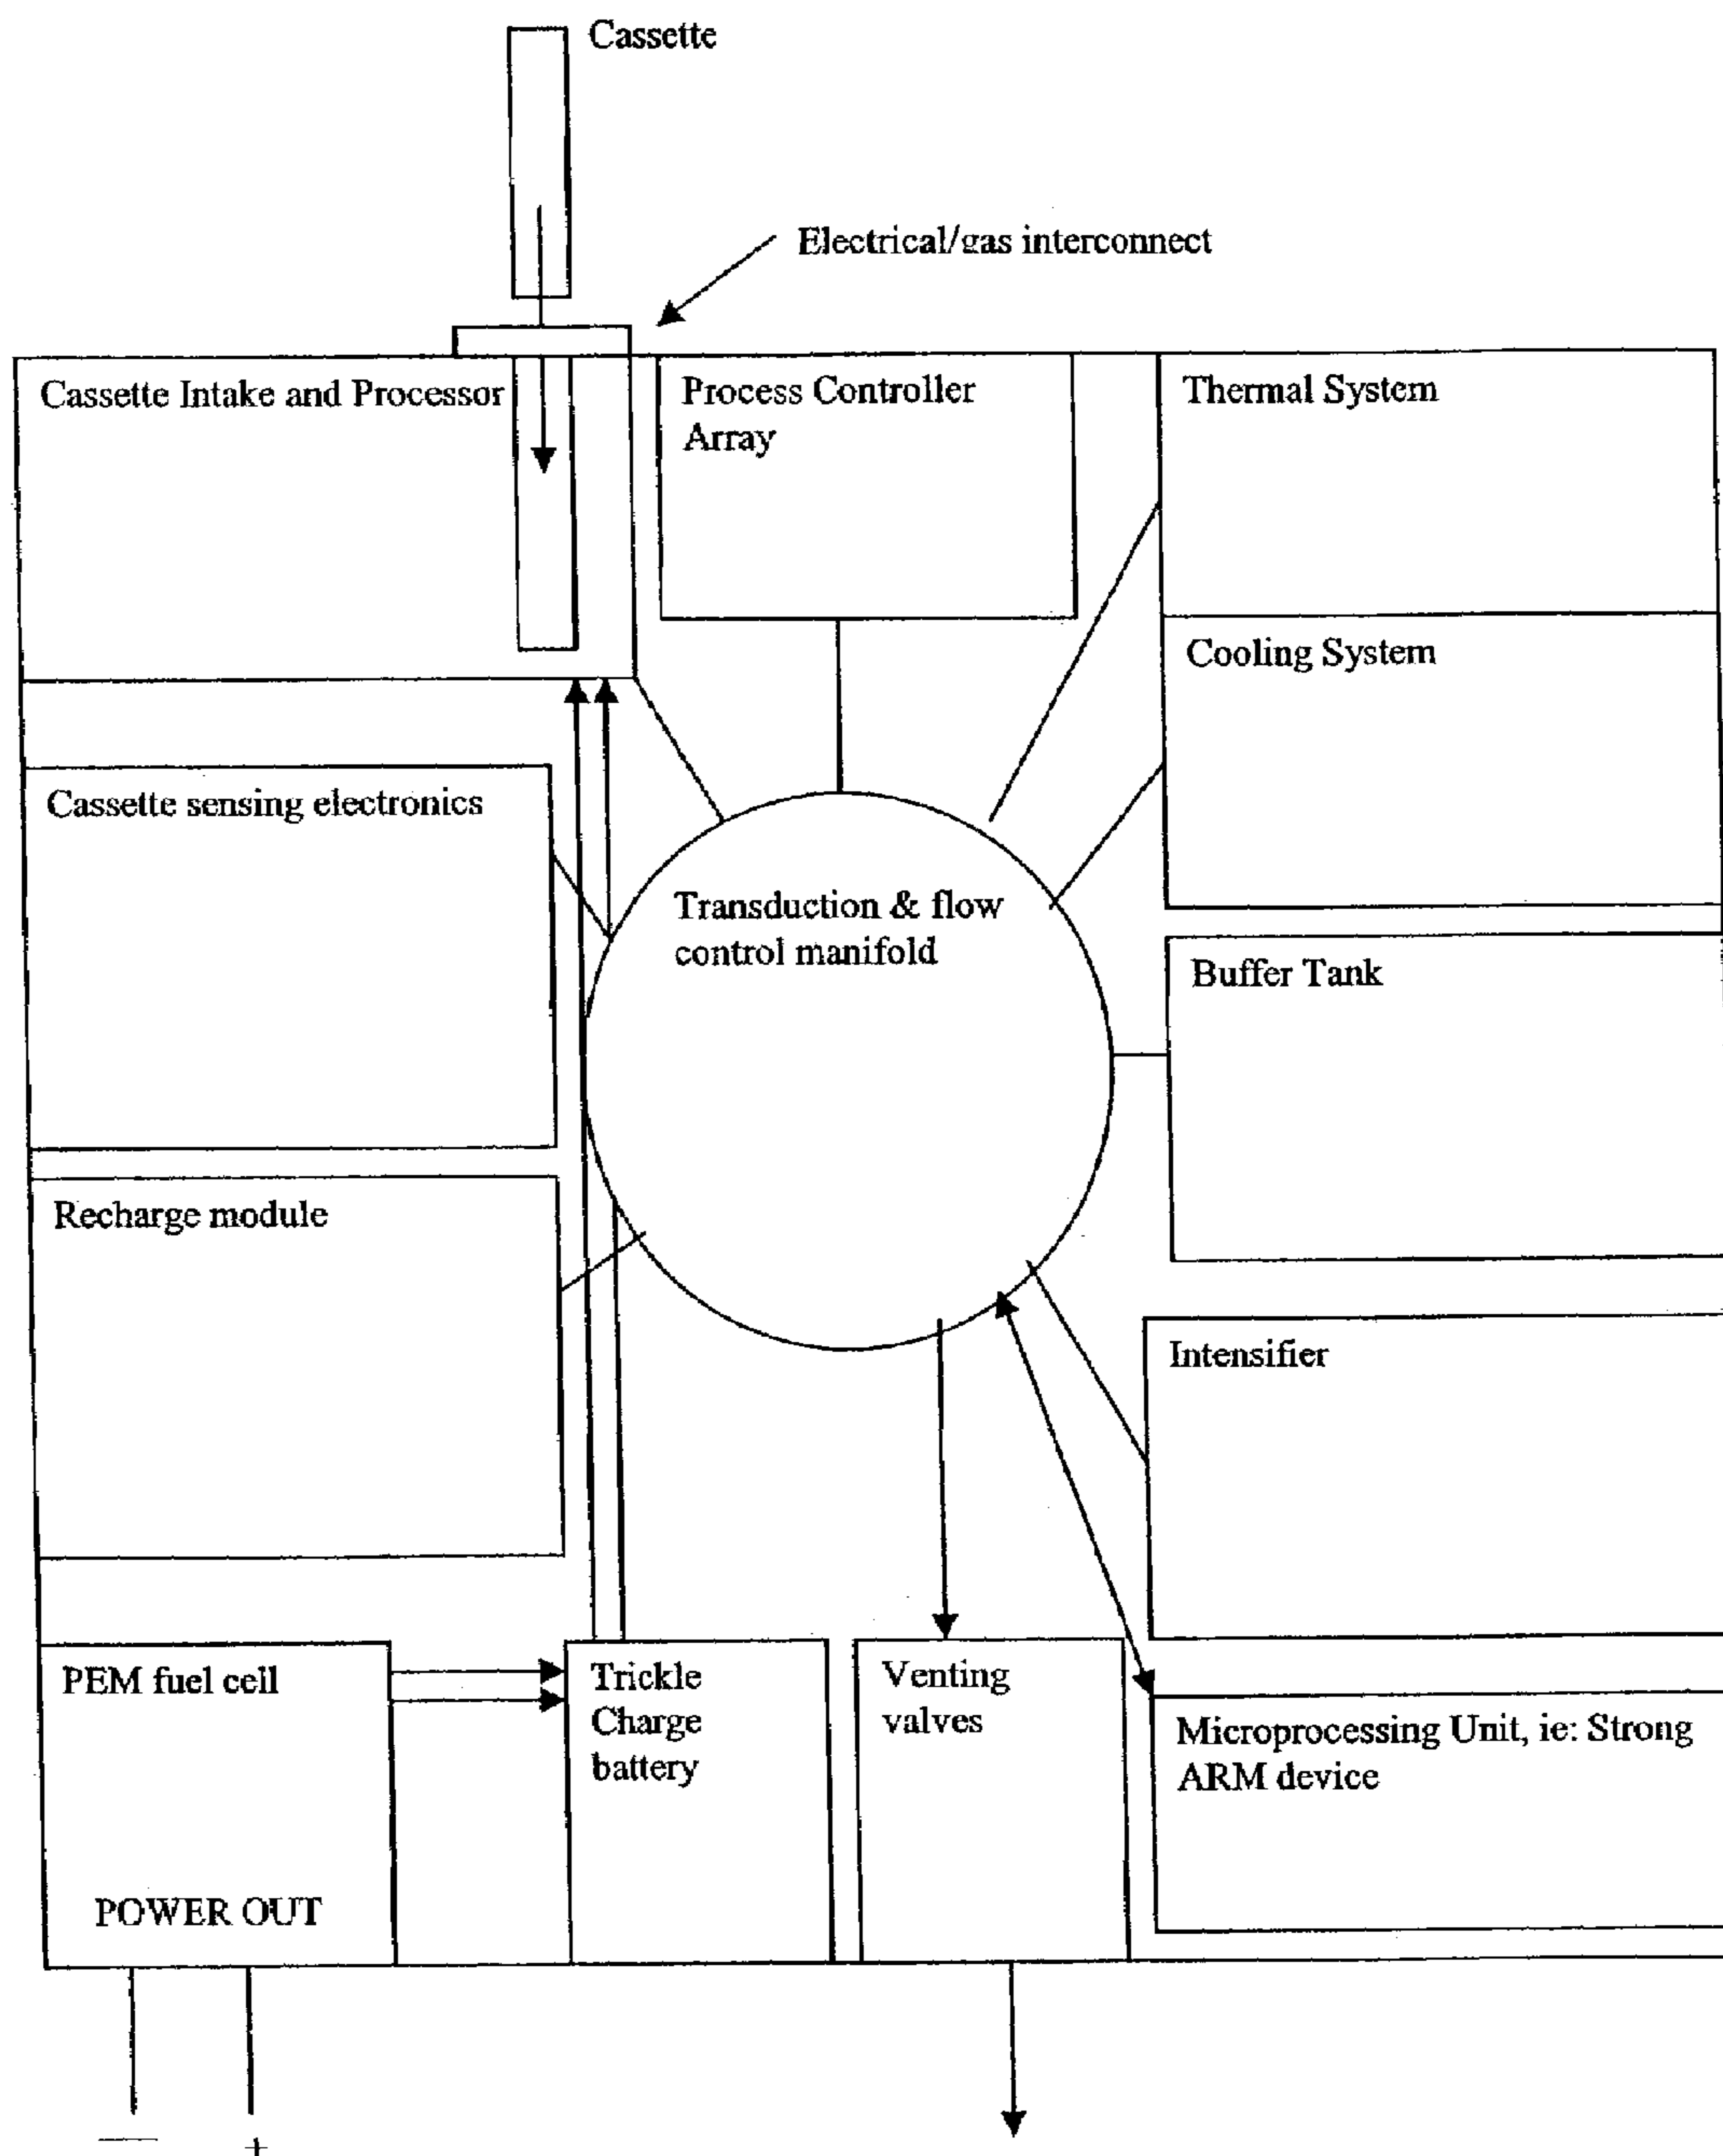 Cassette
Electrical/gas interconnect
Cassette Intake and Processor
Process Controller
Array
Thermal System
Cooling System
Cassette sensing electronics
Transduction & flow
control manifold
Buffer Tank
Recharge module
Intensifier
PEM fuel cell
Trickle
Charge
battery
Venting
valves
Microprocessing Unit, ie: Strong
ARM device
POWER OUT
— +